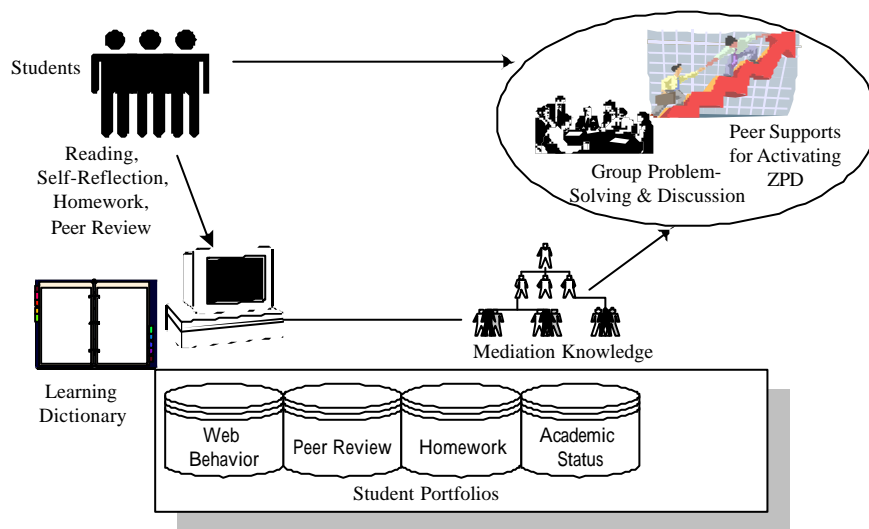 Students
Reading,
Self-Reflection,
Homework,
Peer Review
Peer Supports
for Activating
ZPD
Group Problem-
Solving & Discussion
Mediation Knowledge
Learning
Dictionary
Web
Behavior
Peer Review
Homework
Academic
Status
Student Portfolios